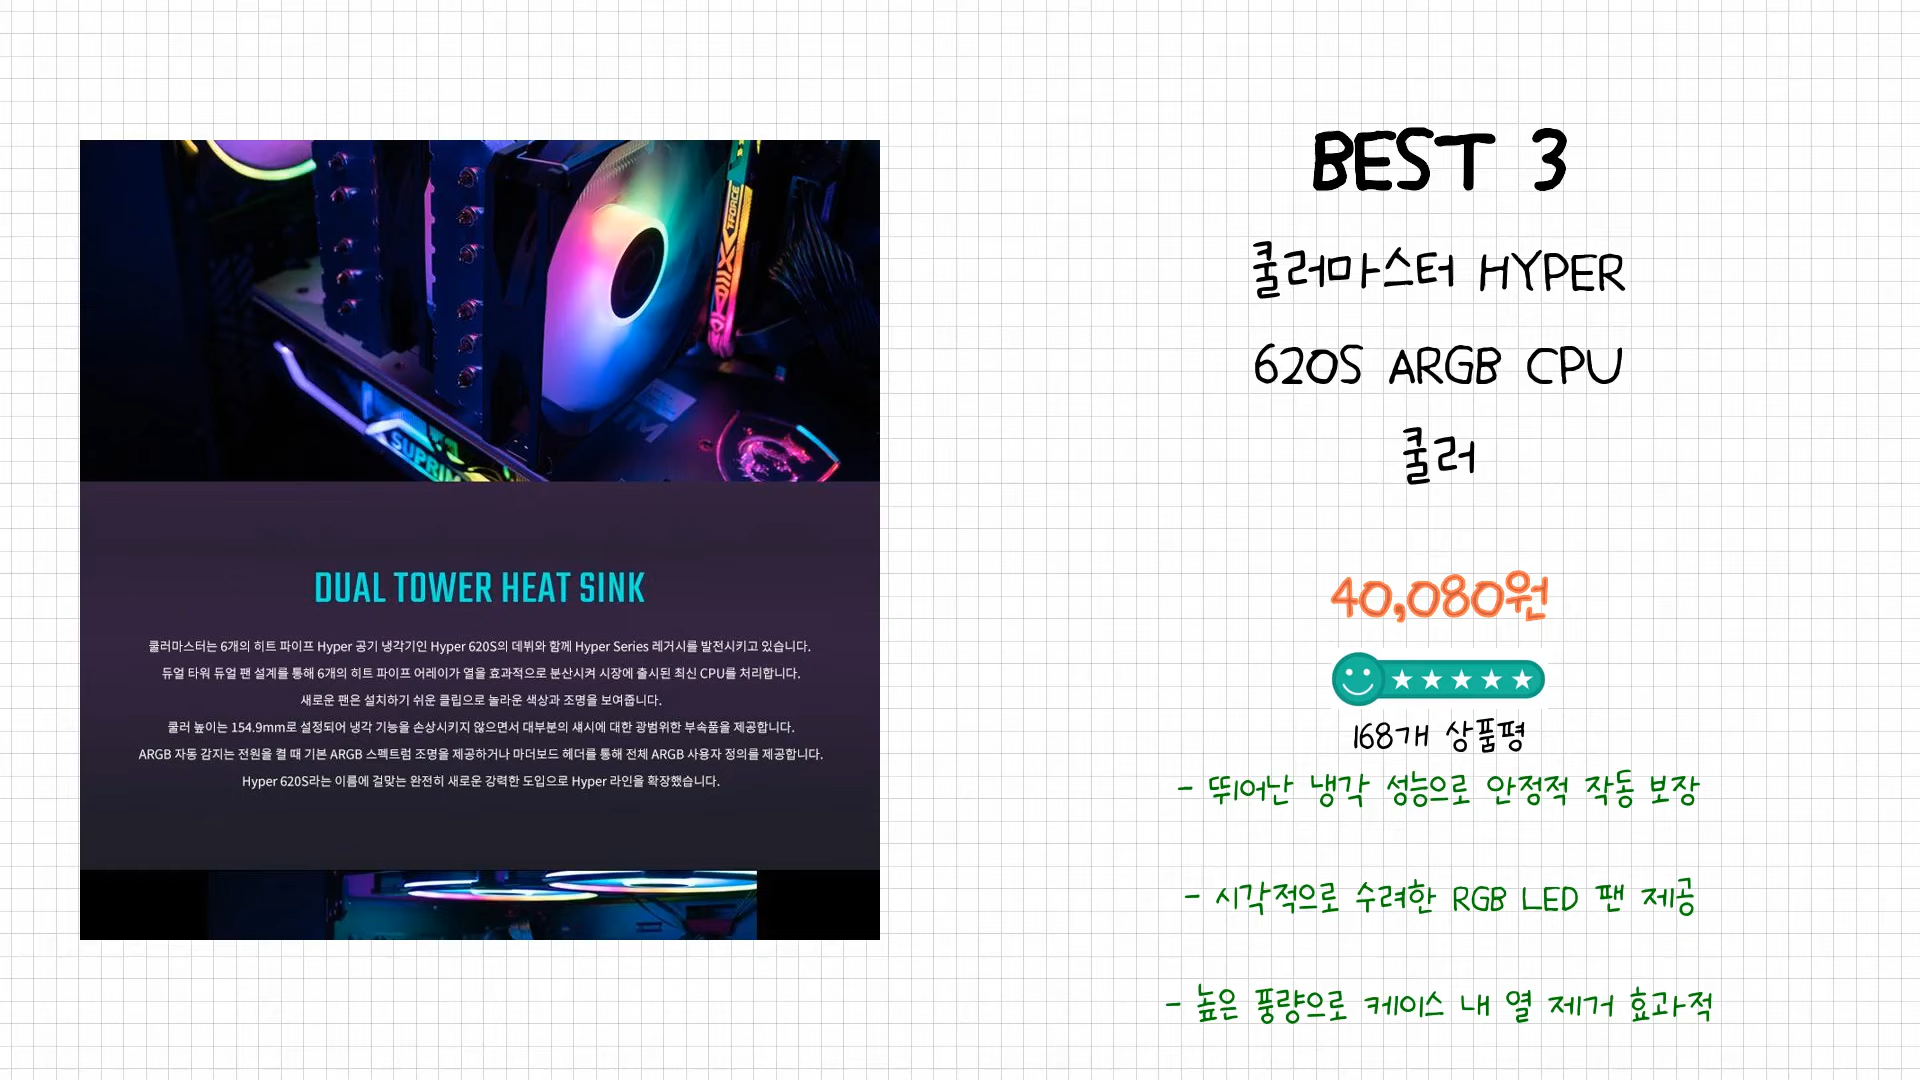 T-FORCE
SUPRIM
DUAL TOWER HEAT SINK
쿨러마스터는 6개의 히트 파이프 Hyper 공기 냉각기인 Hyper 620S의 데뷔와 함께 Hyper Series 레거시를 발전시키고 있습니다.
듀얼 타워 듀얼 팬 설계를 통해 6개의 히트 파이프 어레이가 열을 효과적으로 분산시켜 시장에 출시된 최신 CPU를 처리합니다.
새로운 팬은 설치하기 쉬운 클립으로 놀라운 색상과 조명을 보여줍니다.
쿨러 높이는 154.9mm로 설정되어 냉각 기능을 손상시키지 않으면서 대부분의 섀시에 대한 광범위한 부속품을 제공합니다.
ARGB 자동 감지는 전원을 켤 때 기본 ARGB 스펙트럼 조명을 제공하거나 마더보드 헤더를 통해 전체 ARGB 사용자 정의를 제공합니다.
Hyper 620S라는 이름에 걸맞는 완전히 새로운 강력한 도입으로 Hyper 라인을 확장했습니다.
BEST 3
쿨러마스터 HYPER
620S ARGB CPU
쿨러
40,080원
168개 상품평
- 뛰어난 냉각 성능으로 안정적 작동 보장
- 시각적으로 수려한 RGB LED 팬 제공
- 높은 풍량으로 케이스 내 열 제거 효과적